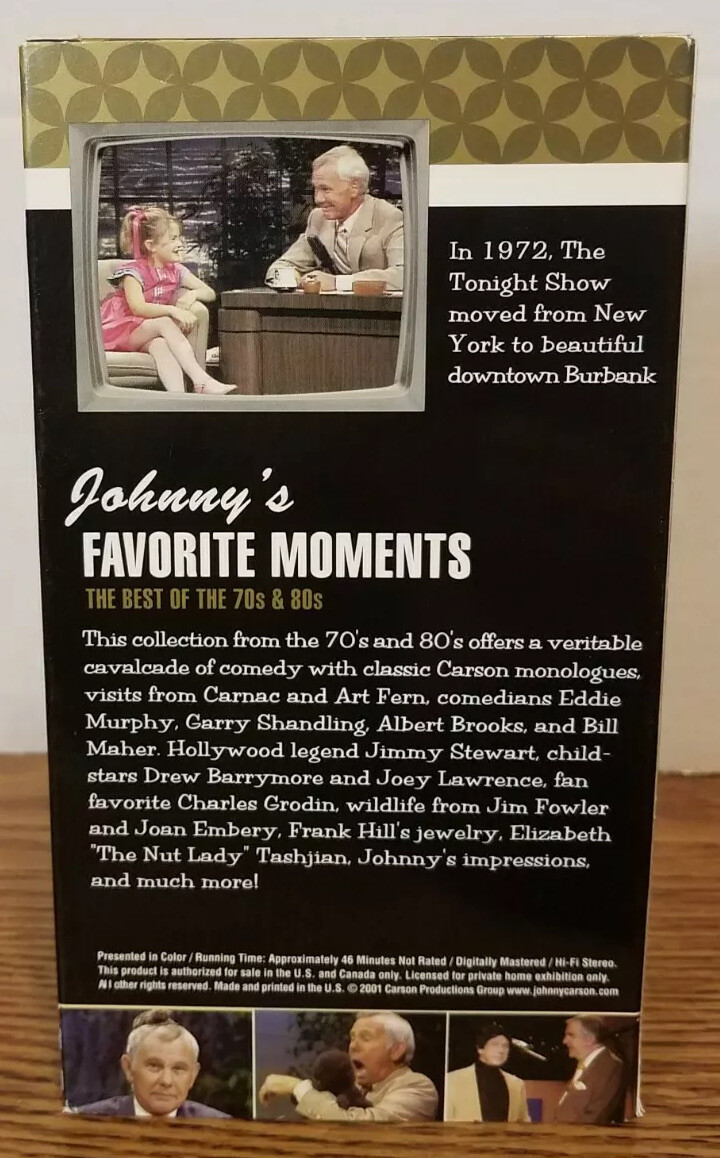 In 1972, The
Tonight Show
moved from New
York to beautiful
downtown Burbank
Johnny's
FAVORITE MOMENTS
THE BEST OF THE 70s & 80s
This collection from the 70's and 80's offers a veritable
cavalcade of comedy with classic Carson monologues,
visits from Carnac and Art Fern, comedians Eddie
Murphy, Garry Shandling, Albert Brooks, and Bill
Maher. Hollywood legend Jimmy Stewart, child-
stars Drew Barrymore and Joey Lawrence, fan
favorite Charles Grodin, wildlife from Jim Fowler
and Joan Embery, Frank Hill's jewelry, Elizabeth
"The Nut Lady" Tashjian, Johnny's impressions,
and much more!
Presented in Color / Running Time: Approximately 46 Minutes Not Rated / Digitally Mastered / Hi-Fi Stereo.
This product is authorized for sale in the U.S. and Canada only. Licensed for private home exhibition only.
All other rights reserved. Made and printed in the U.S. © 2001 Carson Productions Group www.johnnycarson.com